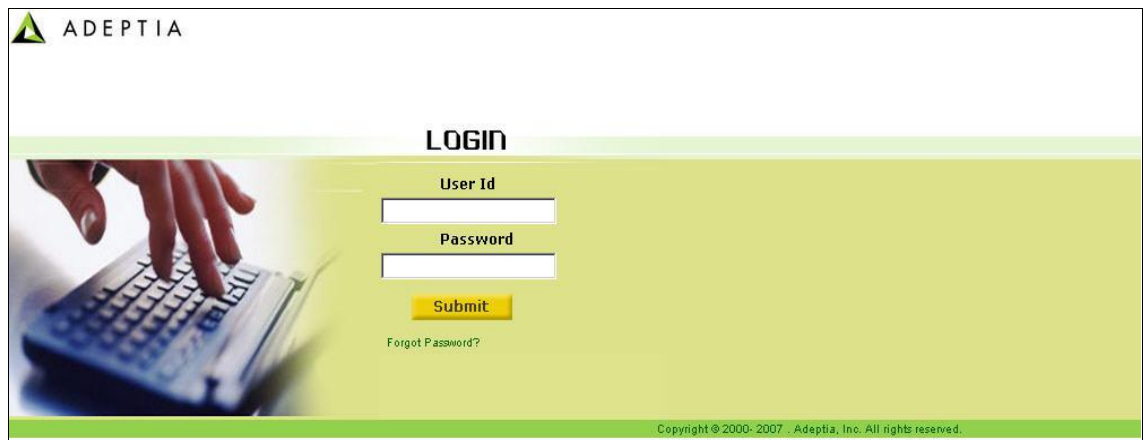 ADEPTIA
LOGIN
User Id
Password
Submit
Forgot Password?
Copyright © 2000- 2007 . Adeptia, Inc. All rights reserved.